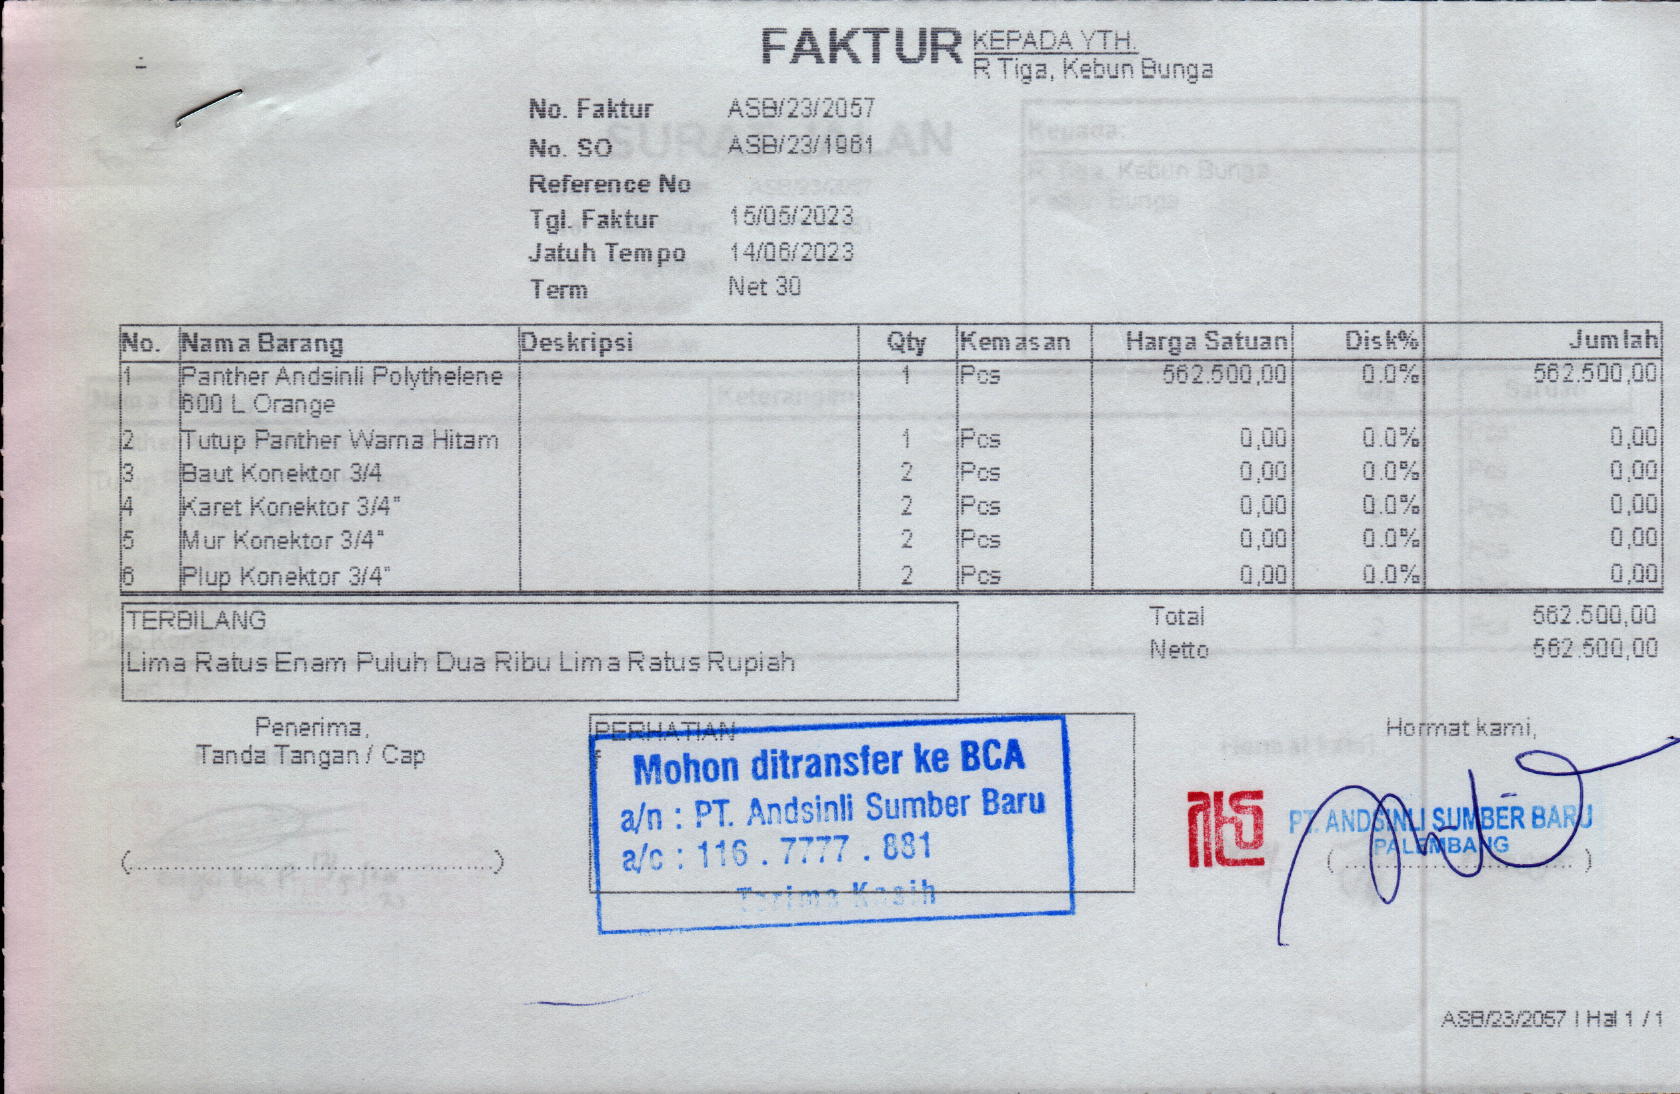 FAKTUR
KEPADA YTH.
R Tiga, Kebun Bunga
No. Faktur ASB/23/2057
No. SO ASB/23/1961
Reference No
Tgl. Faktur 15/05/2023
Jatuh Tempo 14/06/2023
Term Net 30
No. Nama Barang Deskripsi Qty Kemasan Harga Satuan Disk% Jumlah
1 Panther Andsinli Polythelene 1 Pcs 562.500,00 0.0% 562.500,00
600 L Orange
2 Tutup Panther Warna Hitam 1 Pcs 0,00 0.0% 0,00
3 Baut Konektor 3/4 2 Pcs 0,00 0.0% 0,00
4 Karet Konektor 3/4" 2 Pcs 0,00 0.0% 0,00
5 Mur Konektor 3/4" 2 Pcs 0,00 0.0% 0,00
6 Plup Konektor 3/4" 2 Pcs 0,00 0.0% 0,00
TERBILANG
Lima Ratus Enam Puluh Dua Ribu Lima Ratus Rupiah
Total 562.500,00
Netto 562.500,00
Penerima,
Tanda Tangan / Cap
(........................................)
PERHATIAN
Mohon ditransfer ke BCA
a/n : PT. Andsinli Sumber Baru
a/c : 116 . 7777 . 881
Terima Kasih
Hormat kami,
PT. ANDSINLI SUMBER BARU
PALEMBANG
(............................)
ASB/23/2057 | Hal 1 / 1